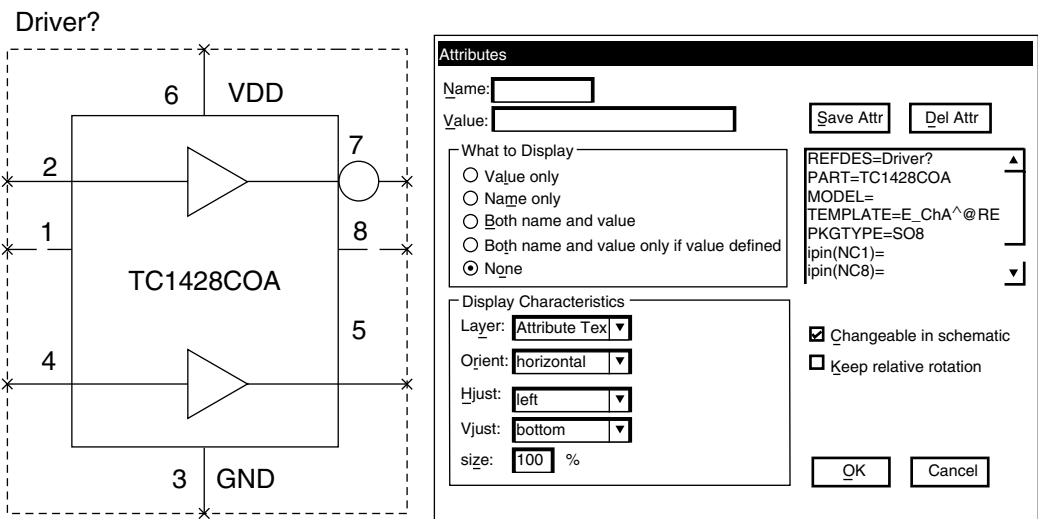 Driver?
6 VDD
2
7
1
8
TC1428COA
5
4
3 GND
Attributes
Name:
Value:
Save Attr
Del Attr
What to Display
Value only
Name only
Both name and value
Both name and value only if value defined
None
REFDES=Driver?
PART=TC1428COA
MODEL=
TEMPLATE=E_ChA^@RE
PKGTYPE=SO8
ipin(NC1)=
ipin(NC8)=
Display Characteristics
Layer: Attribute Tex
Orient: horizontal
Hjust: left
Vjust: bottom
size: 100 %
Changeable in schematic
Keep relative rotation
OK
Cancel